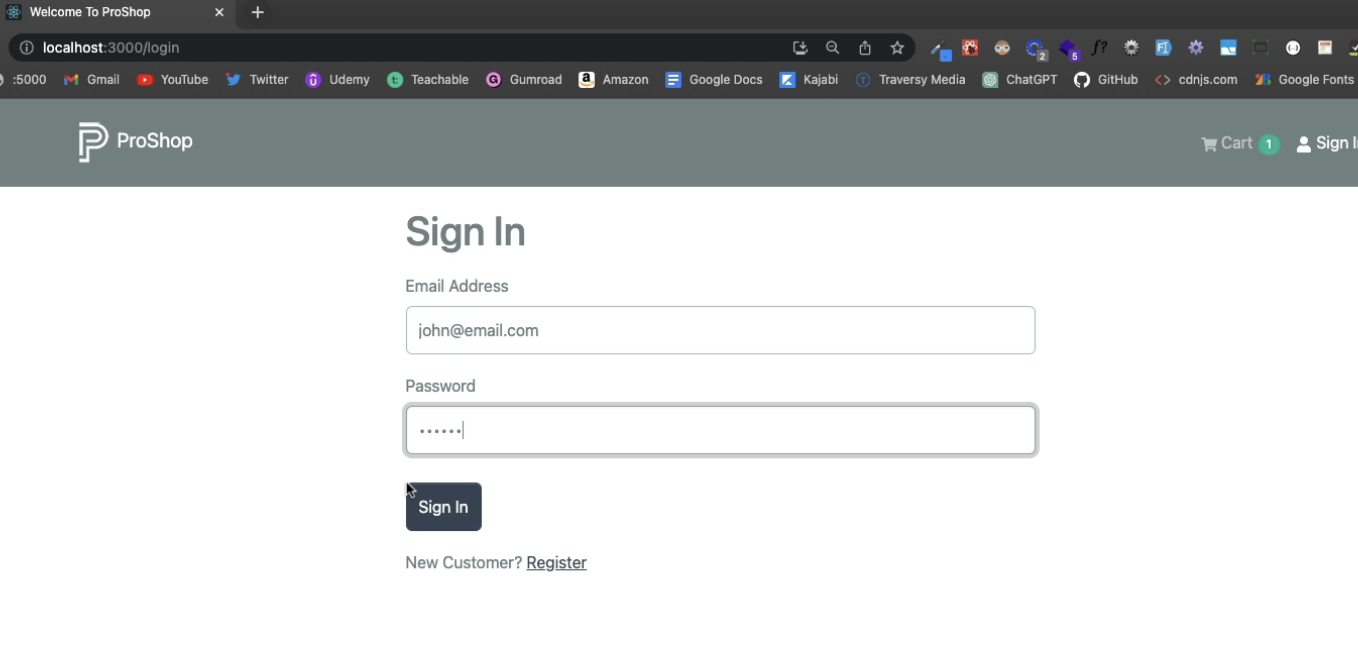 Welcome To ProShop
localhost:3000/login
2
5
f?
:5000 Gmail YouTube Twitter Udemy Teachable Gumroad Amazon Google Docs Kajabi Traversy Media ChatGPT GitHub cdnjs.com Google Fonts
ProShop
Cart 1 Sign I
Sign In
Email Address
john@email.com
Password
Sign In
New Customer? Register